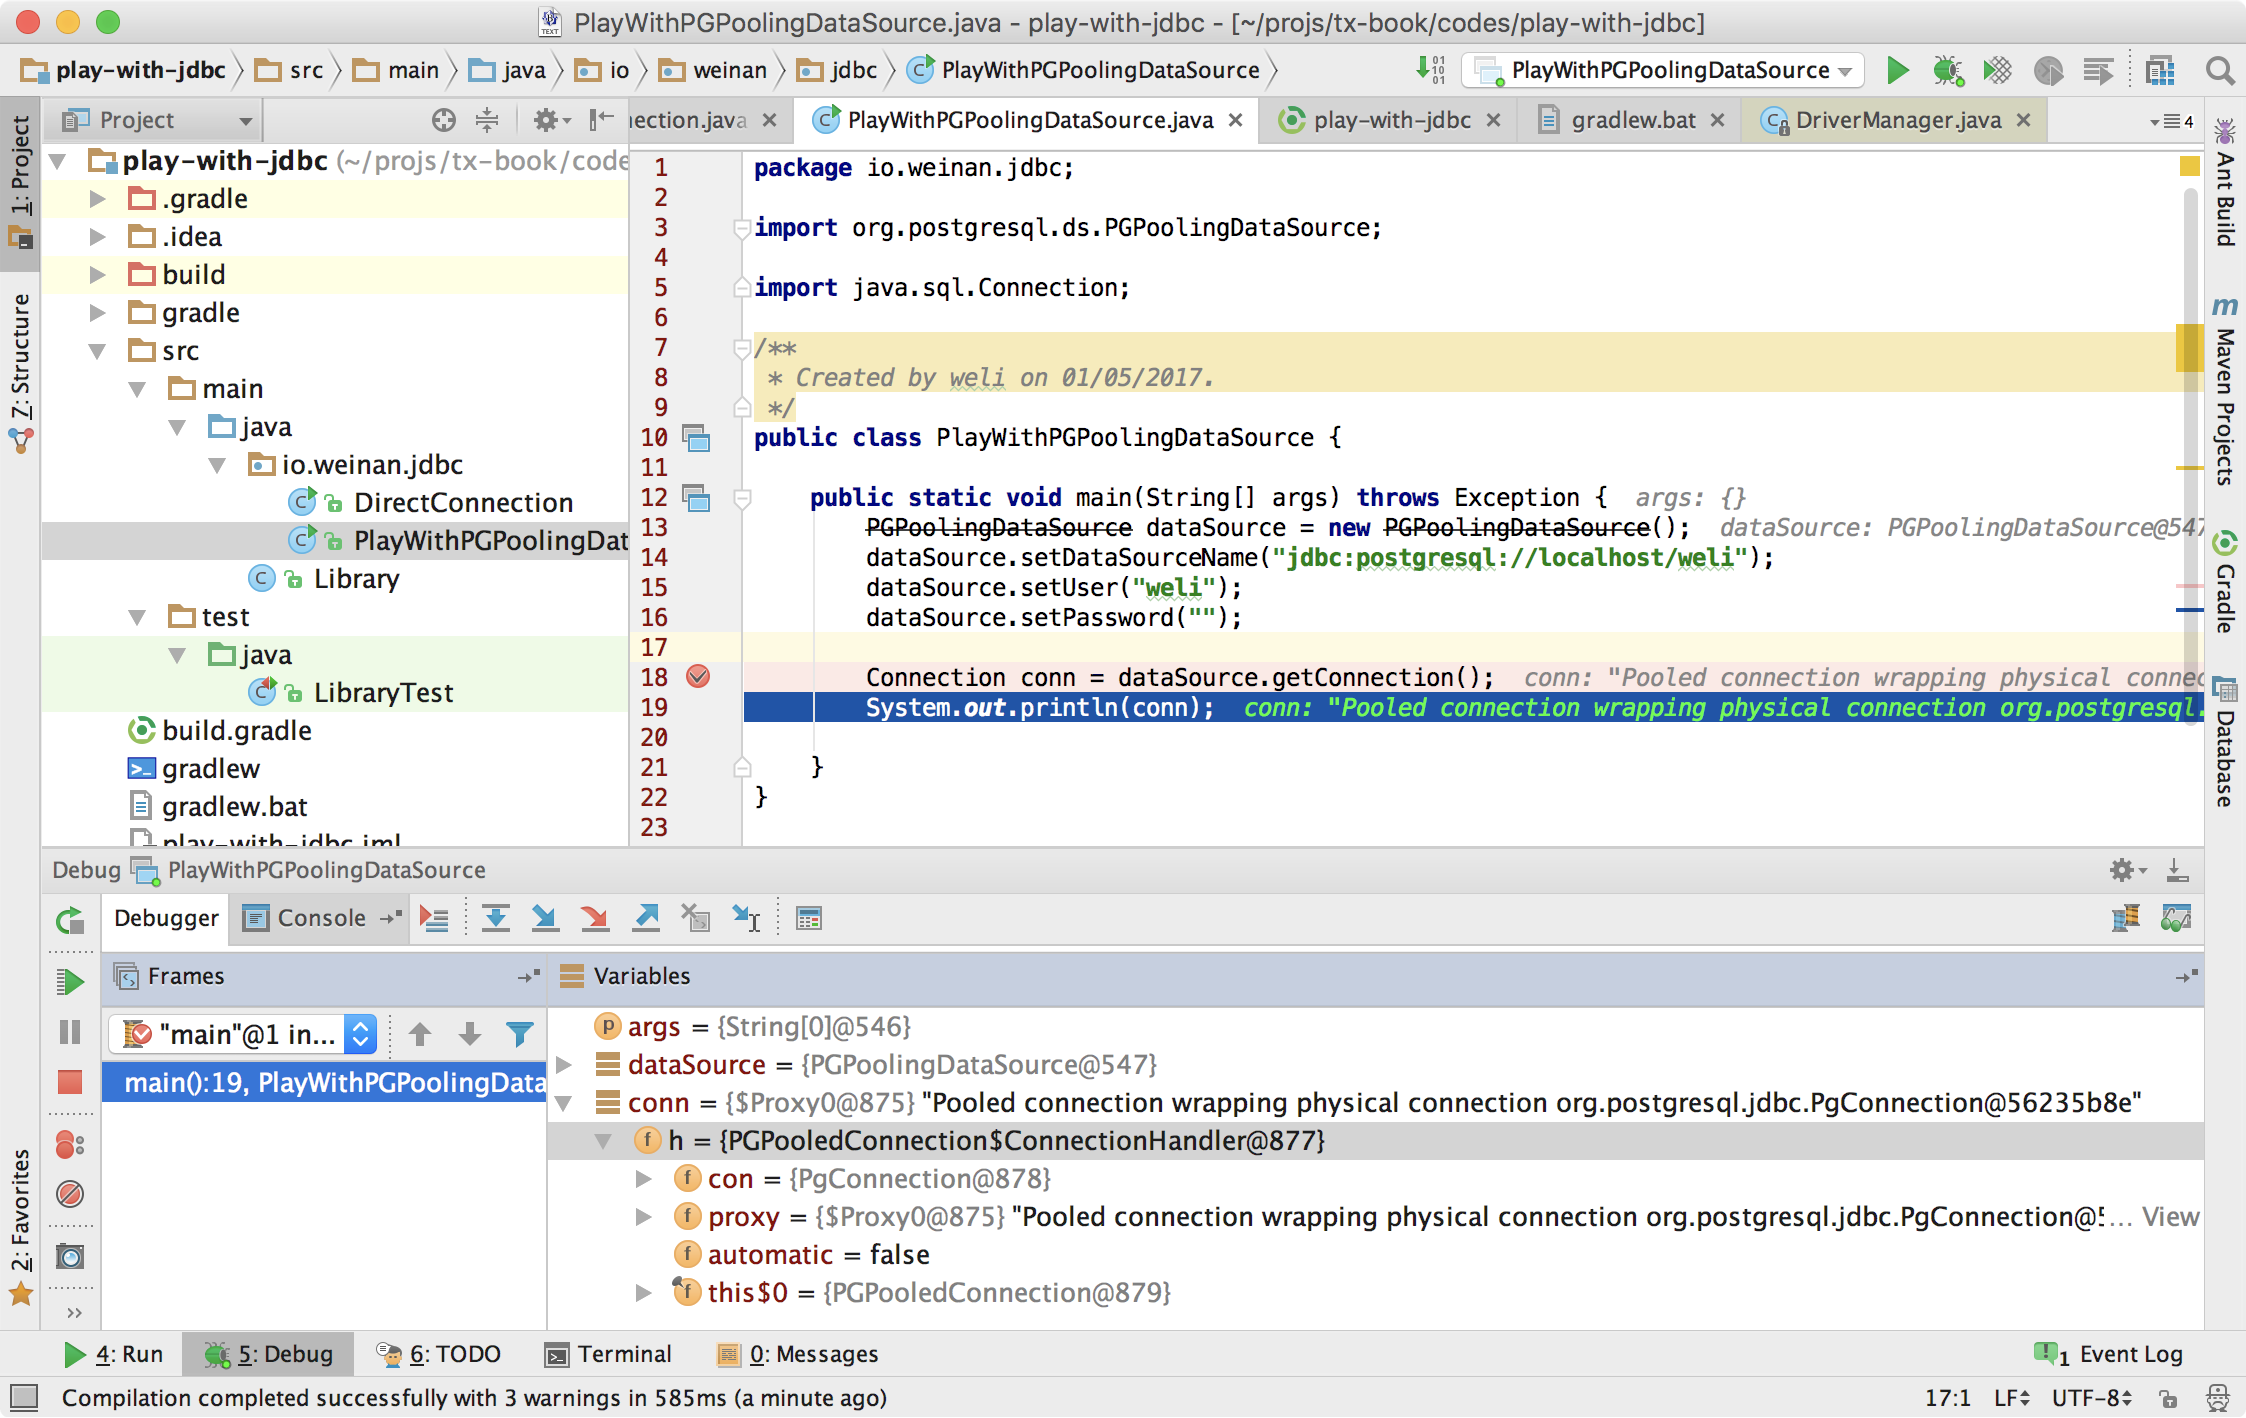 PlayWithPGPoolingDataSource.java - play-with-jdbc - [~/projs/tx-book/codes/play-with-jdbc]
play-with-jdbc src main java io weinan jdbc PlayWithPGPoolingDataSource PlayWithPGPoolingDataSource
Project nection.java PlayWithPGPoolingDataSource.java play-with-jdbc gradlew.bat DriverManager.java 4
1: Project
7: Structure
2: Favorites
play-with-jdbc (~/projs/tx-book/code
.gradle
.idea
build
gradle
src
main
java
io.weinan.jdbc
DirectConnection
PlayWithPGPoolingDat
Library
test
java
LibraryTest
build.gradle
gradlew
gradlew.bat
play-with-jdbc.iml
1 package io.weinan.jdbc;
2
3 import org.postgresql.ds.PGPoolingDataSource;
4
5 import java.sql.Connection;
6
7 /**
8 * Created by weli on 01/05/2017.
9 */
10 public class PlayWithPGPoolingDataSource {
11
12 public static void main(String[] args) throws Exception { args: {}
13 PGPoolingDataSource dataSource = new PGPoolingDataSource(); dataSource: PGPoolingDataSource@547
14 dataSource.setDataSourceName("jdbc:postgresql://localhost/weli");
15 dataSource.setUser("weli");
16 dataSource.setPassword("");
17
18 Connection conn = dataSource.getConnection(); conn: "Pooled connection wrapping physical connec
19 System.out.println(conn); conn: "Pooled connection wrapping physical connection org.postgresql.
20
21 }
22 }
23
Ant Build
m Maven Projects
Gradle
Database
Debug PlayWithPGPoolingDataSource
Debugger Console
Frames
"main"@1 in...
main():19, PlayWithPGPoolingData
Variables
args = {String[0]@546}
dataSource = {PGPoolingDataSource@547}
conn = {$Proxy0@875} "Pooled connection wrapping physical connection org.postgresql.jdbc.PgConnection@56235b8e"
h = {PGPooledConnection$ConnectionHandler@877}
con = {PgConnection@878}
proxy = {$Proxy0@875} "Pooled connection wrapping physical connection org.postgresql.jdbc.PgConnection@5... View
automatic = false
this$0 = {PGPooledConnection@879}
4: Run 5: Debug 6: TODO Terminal 0: Messages 1 Event Log
Compilation completed successfully with 3 warnings in 585ms (a minute ago) 17:1 LF UTF-8